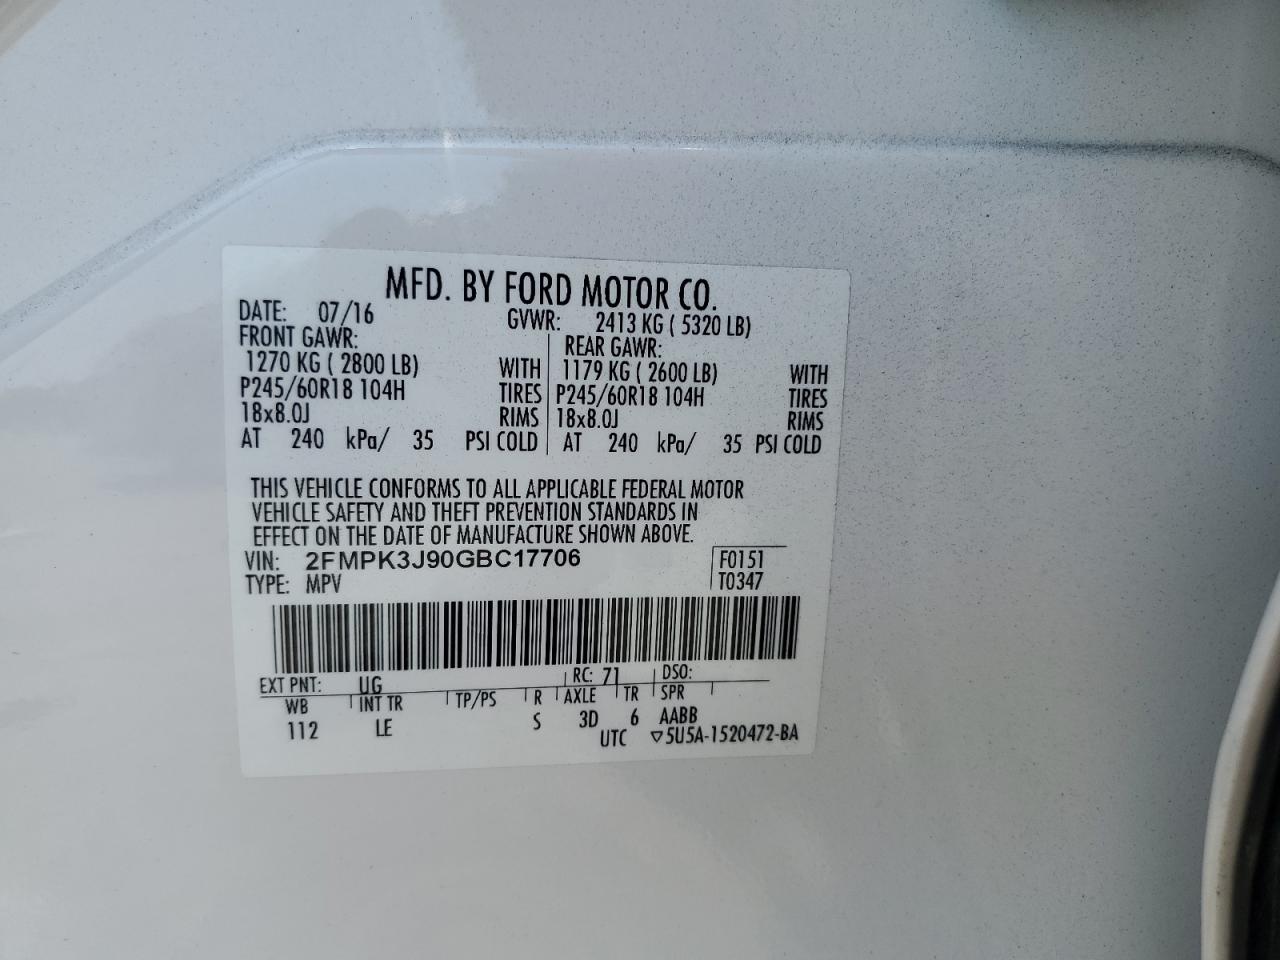 MFD. BY FORD MOTOR CO.
DATE: 07/16 GVWR: 2413 KG ( 5320 LB)
FRONT GAWR: REAR GAWR:
1270 KG ( 2800 LB) WITH 1179 KG ( 2600 LB) WITH
P245/60R18 104H TIRES P245/60R18 104H TIRES
18x8.0J RIMS 18x8.0J RIMS
AT 240 kPa/ 35 PSI COLD AT 240 kPa/ 35 PSI COLD
THIS VEHICLE CONFORMS TO ALL APPLICABLE FEDERAL MOTOR
VEHICLE SAFETY AND THEFT PREVENTION STANDARDS IN
EFFECT ON THE DATE OF MANUFACTURE SHOWN ABOVE.
VIN: 2FMPK3J90GBC17706 F0151
TYPE: MPV T0347
EXT PNT: UG RC: 71 DSO:
WB INT TR TP/PS R AXLE TR SPR
112 LE S 3D 6 AABB
UTC ▽5U5A-1520472-BA